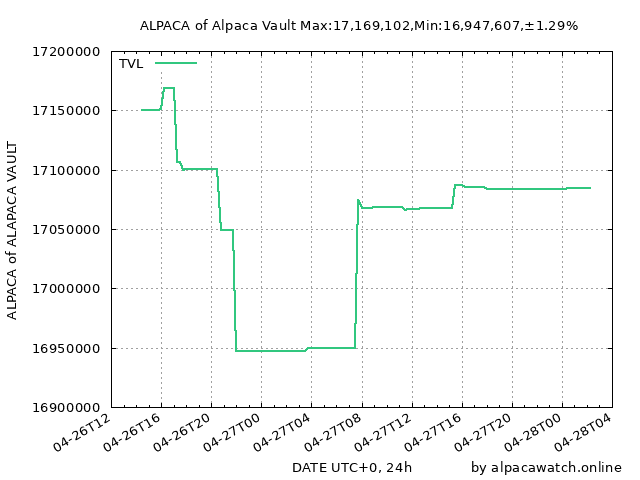 ALPACA of Alpaca Vault Max:17,169,102,Min:16,947,607,±1.29%
TVL
17200000
17150000
17100000
17050000
17000000
16950000
16900000
ALPACA of ALAPACA VAULT
04-26T12
04-26T16
04-26T20
04-27T00
04-27T04
04-27T08
04-27T12
04-27T16
04-27T20
04-28T00
04-28T04
DATE UTC+0, 24h
by alpacawatch.online